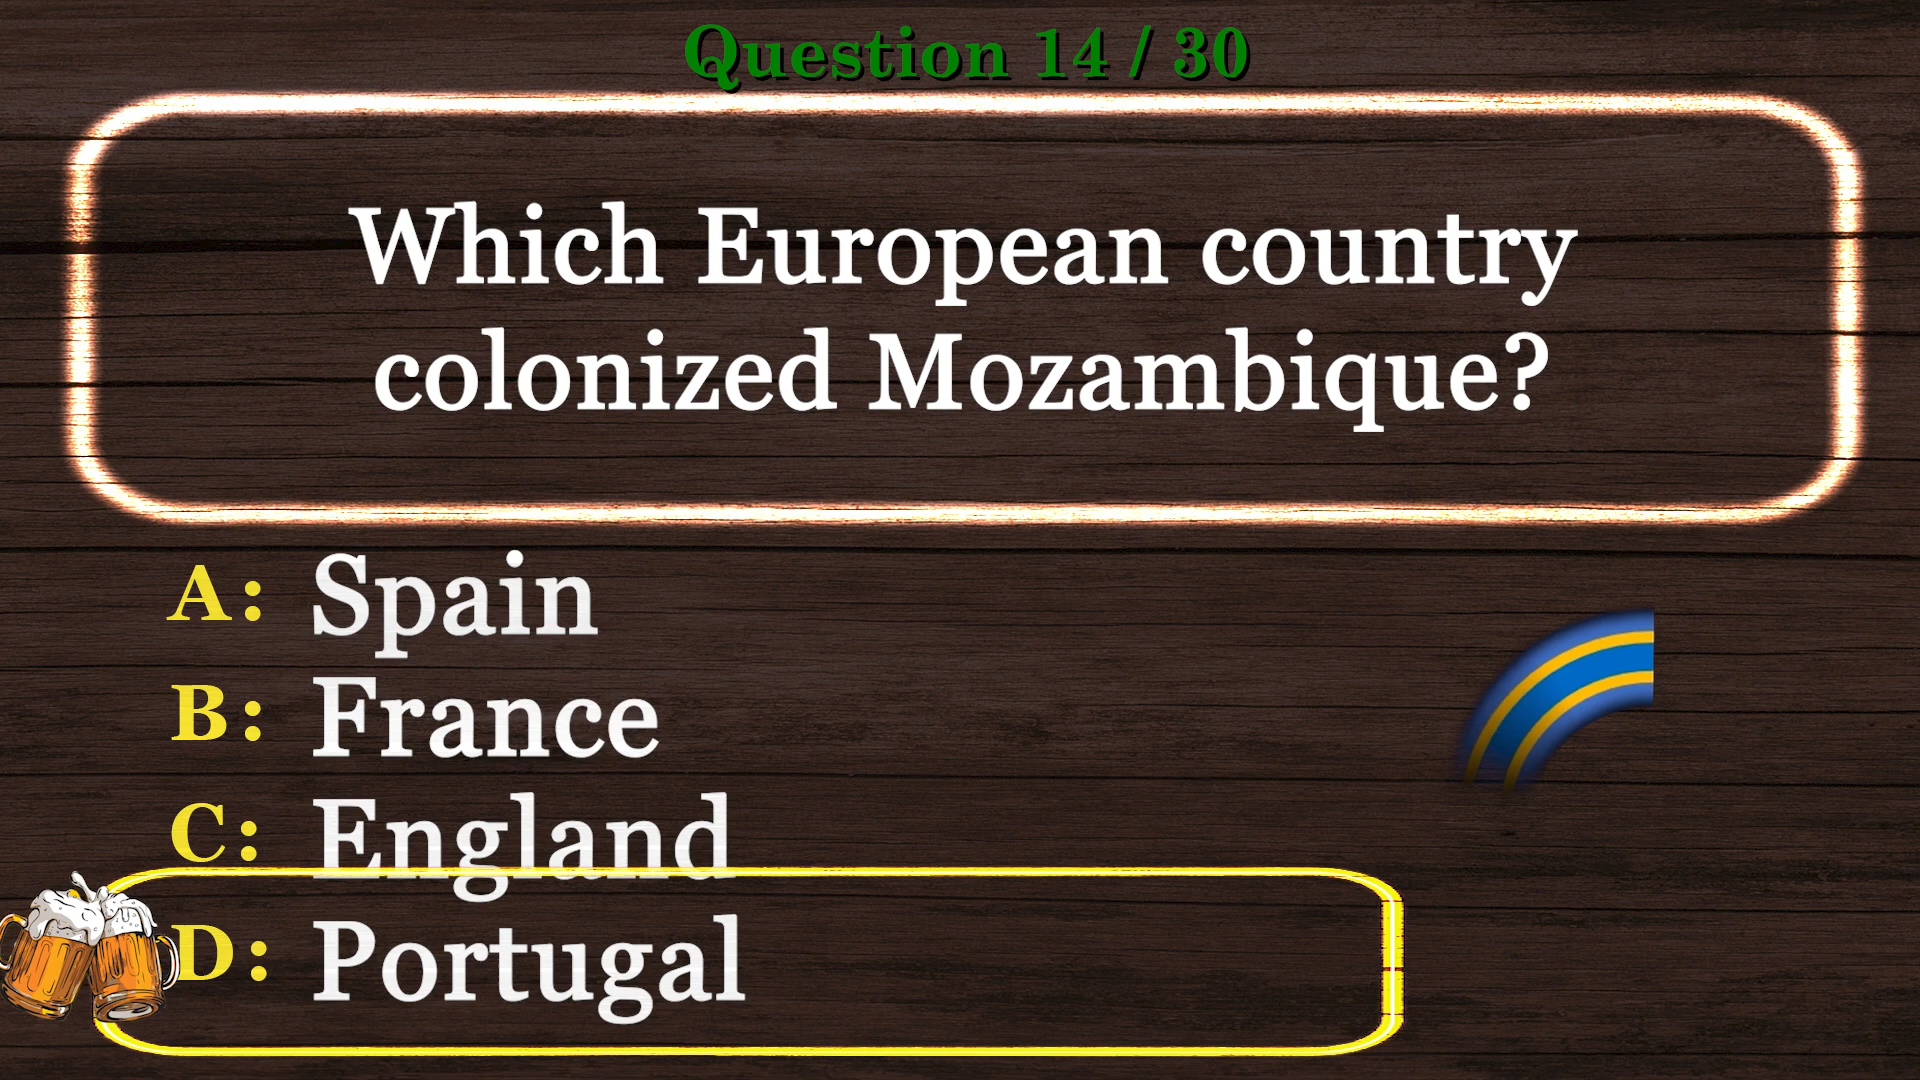 Question 14 / 30
Which European country
colonized Mozambique?
A: Spain
B: France
C: England
D: Portugal